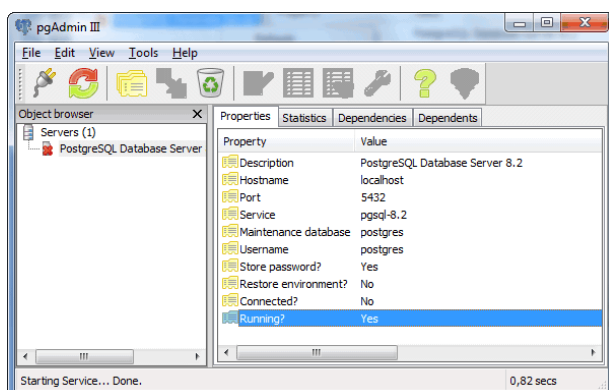 pgAdmin III
File Edit View Tools Help
Object browser X
Servers (1)
PostgreSQL Database Server
Properties Statistics Dependencies Dependents
Property Value
Description PostgreSQL Database Server 8.2
Hostname localhost
Port 5432
Service pgsql-8.2
Maintenance database postgres
Username postgres
Store password? Yes
Restore environment? No
Connected? No
Running? Yes
Starting Service... Done. 0,82 secs